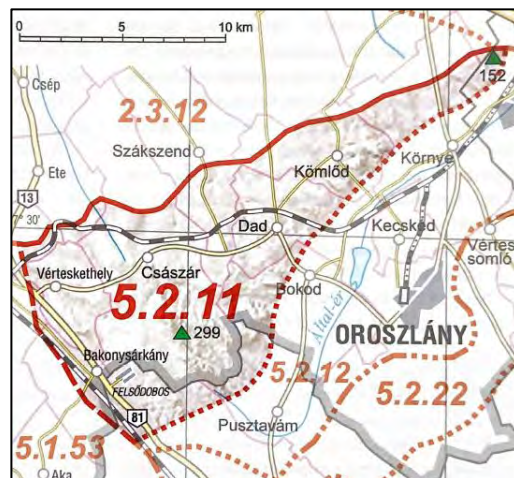 0 5 10 km
Csép
2.3.12
152
Szákszend
Kömlőd
Környe
Ete
13
7° 30'
Dad
Kecskéd
Vértes
somló
Császár
Vérteskethely
5.2.11
Bokod
Által-ér
299
OROSZLÁNY
Bakonysárkány
FELSŐDOBOS
5.2.12
5.2.22
81
Pusztavám
5.1.53
Aka